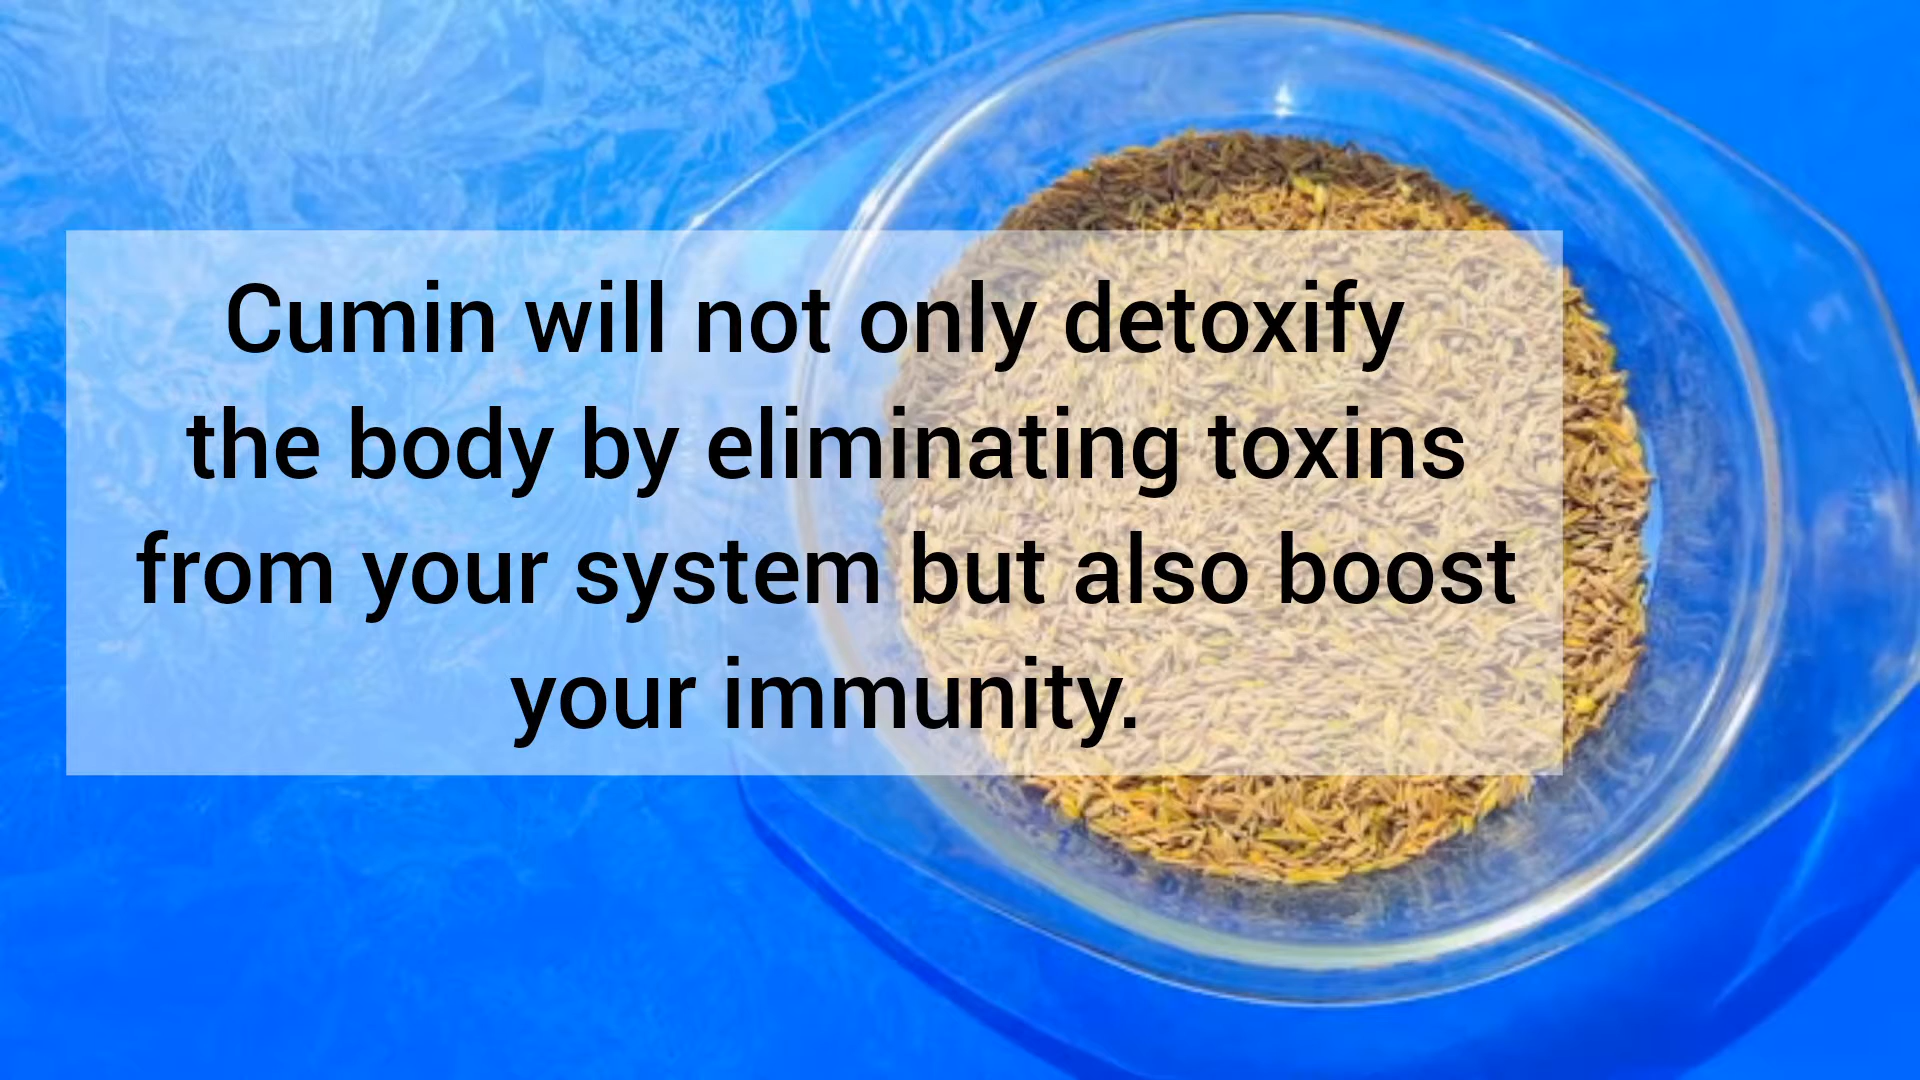 Cumin will not only detoxify
the body by eliminating toxins
from your system but also boost
your immunity.